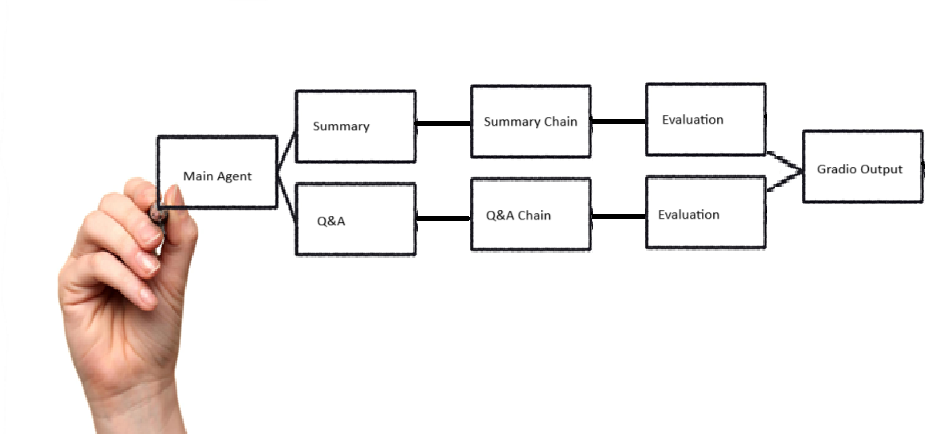 Main Agent
Summary
Summary Chain
Evaluation
Q&A
Q&A Chain
Evaluation
Gradio Output